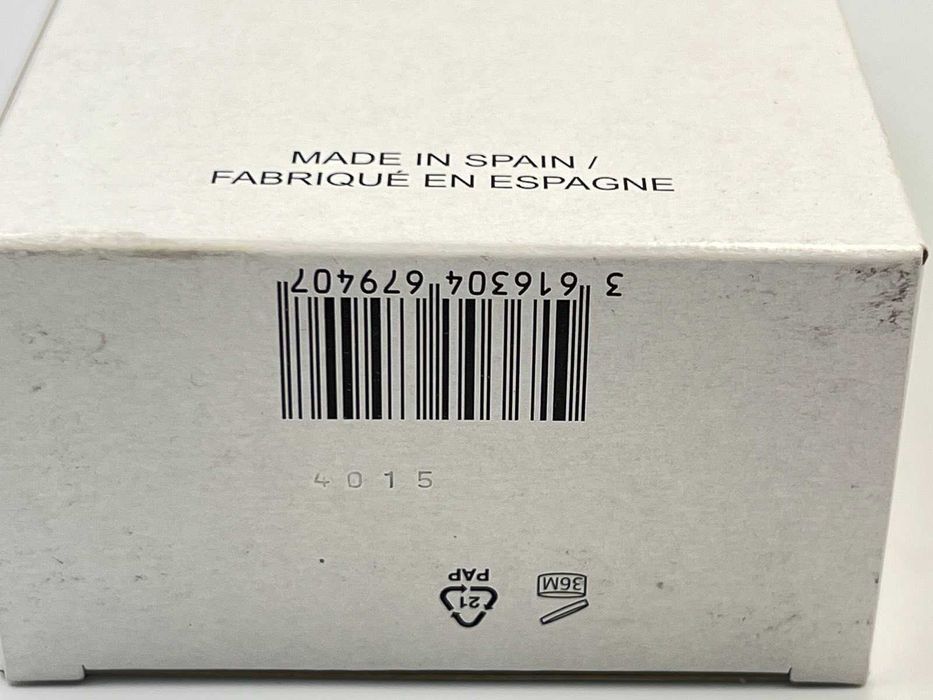 MADE IN SPAIN /
FABRIQUÉ EN ESPAGNE
3 616304 679407
4015
21
PAP
36M